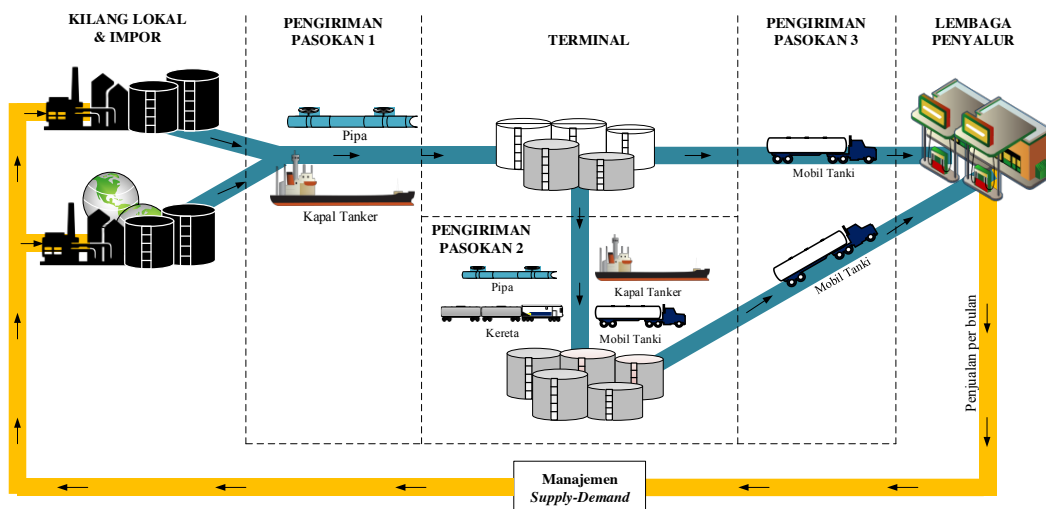 KILANG LOKAL
& IMPOR
PENGIRIMAN
PASOKAN 1
TERMINAL
PENGIRIMAN
PASOKAN 3
LEMBAGA
PENYALUR
Pipa
Kapal Tanker
Mobil Tanki
PENGIRIMAN
PASOKAN 2
Pipa
Kapal Tanker
Kereta
Mobil Tanki
Mobil Tanki
Penjualan per bulan
Manajemen
Supply-Demand